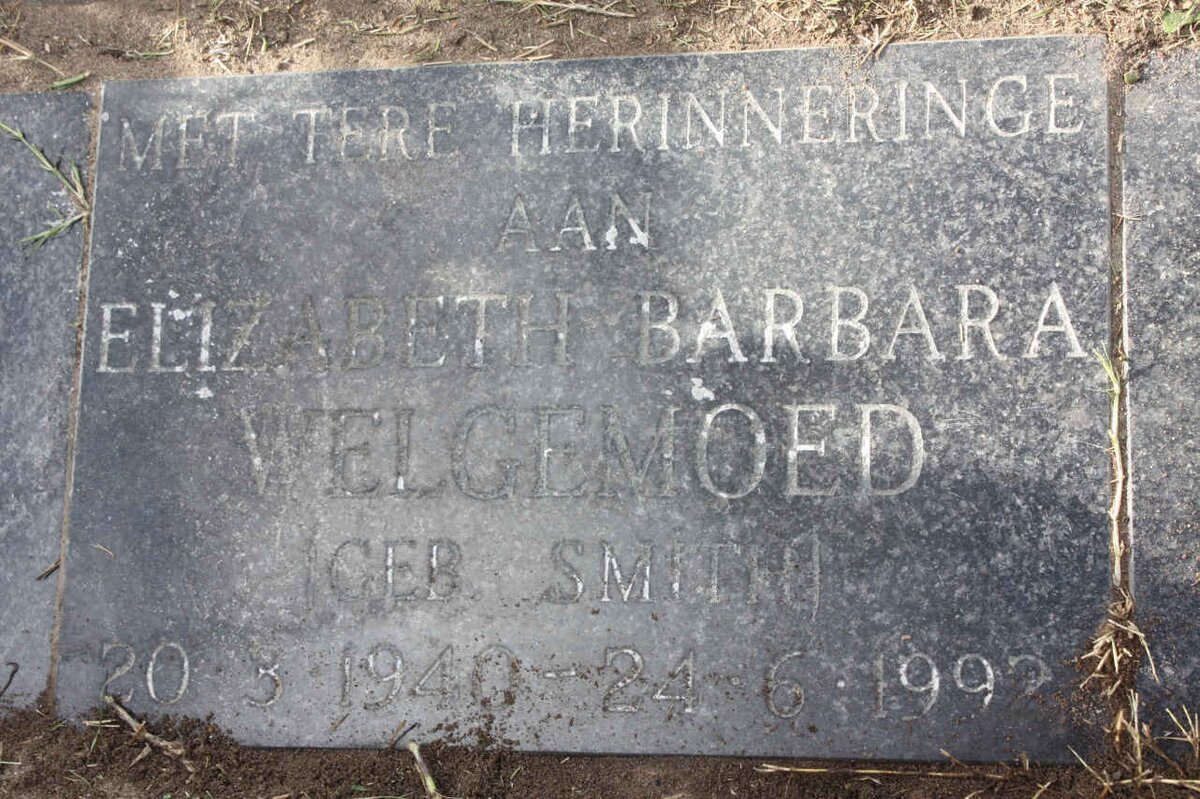 MET TERE HERINNERINGE
AAN
ELIZABETH BARBARA
WELGEMOED
(GEB. SMITH)
20·3·1940 – 24·6·1992